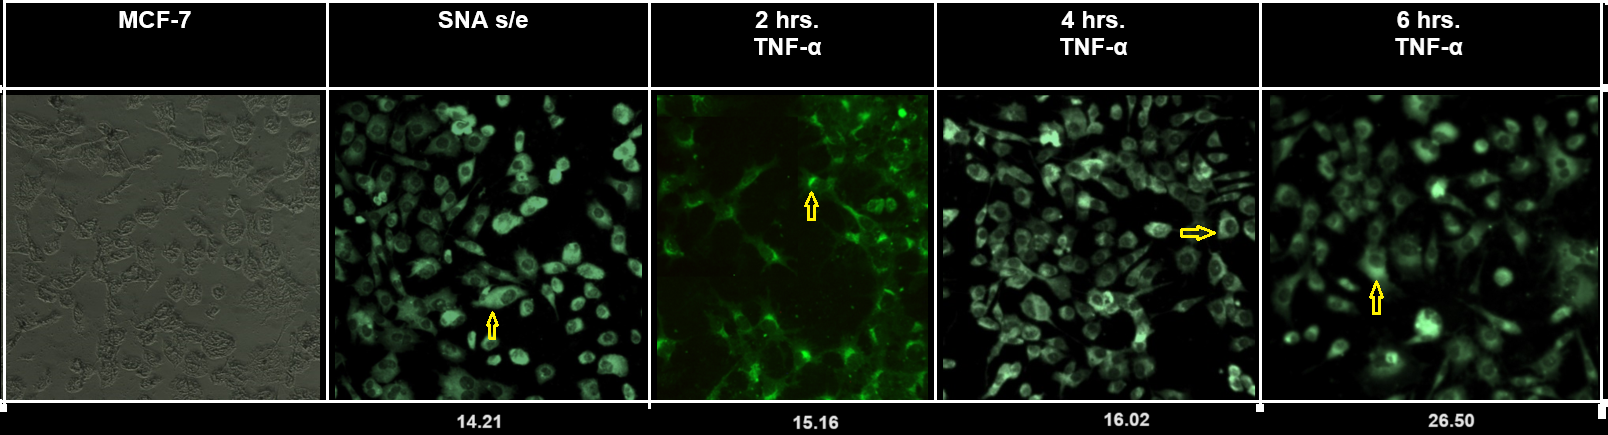 MCF-7
SNA s/e
2 hrs.
TNF-α
4 hrs.
TNF-α
6 hrs.
TNF-α
14.21
15.16
16.02
26.50